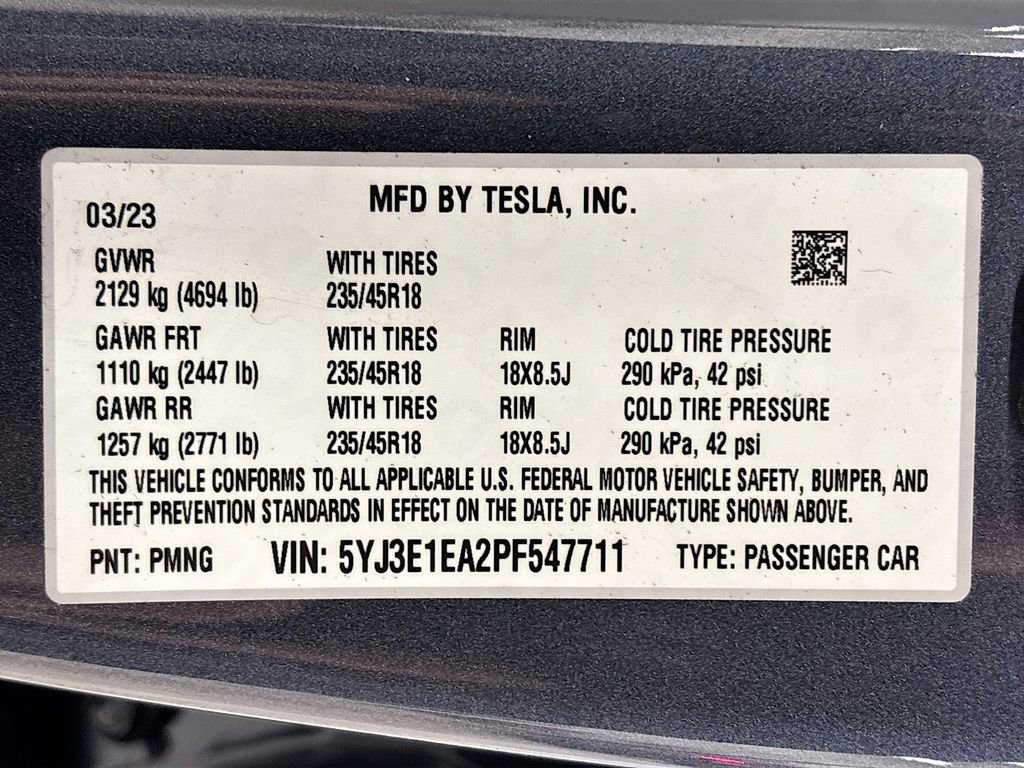 MFD BY TESLA, INC.
03/23
GVWR WITH TIRES
2129 kg (4694 lb) 235/45R18
GAWR FRT WITH TIRES RIM COLD TIRE PRESSURE
1110 kg (2447 lb) 235/45R18 18X8.5J 290 kPa, 42 psi
GAWR RR WITH TIRES RIM COLD TIRE PRESSURE
1257 kg (2771 lb) 235/45R18 18X8.5J 290 kPa, 42 psi
THIS VEHICLE CONFORMS TO ALL APPLICABLE U.S. FEDERAL MOTOR VEHICLE SAFETY, BUMPER, AND
THEFT PREVENTION STANDARDS IN EFFECT ON THE DATE OF MANUFACTURE SHOWN ABOVE.
PNT: PMNG VIN: 5YJ3E1EA2PF547711 TYPE: PASSENGER CAR